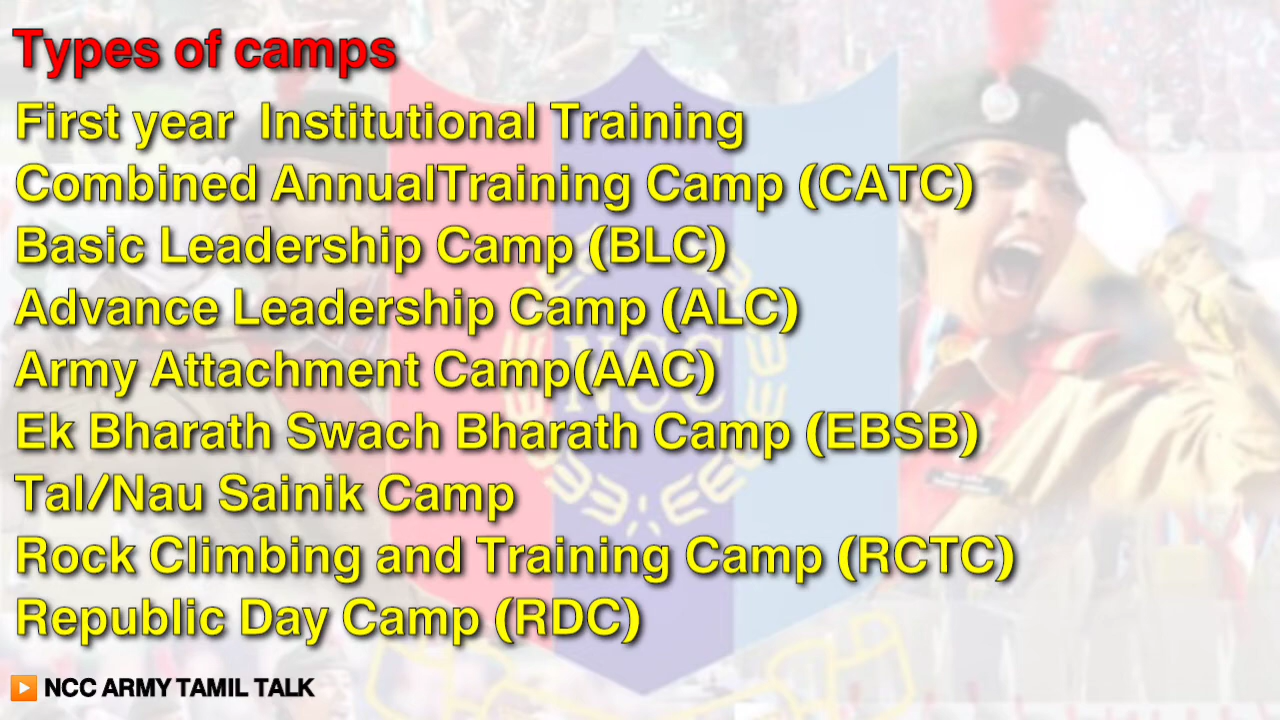 Types of camps
First year Institutional Training
Combined AnnualTraining Camp (CATC)
Basic Leadership Camp (BLC)
Advance Leadership Camp (ALC)
Army Attachment Camp(AAC)
Ek Bharath Swach Bharath Camp (EBSB)
Tal/Nau Sainik Camp
Rock Climbing and Training Camp (RCTC)
Republic Day Camp (RDC)
NCC ARMY TAMIL TALK
NCC